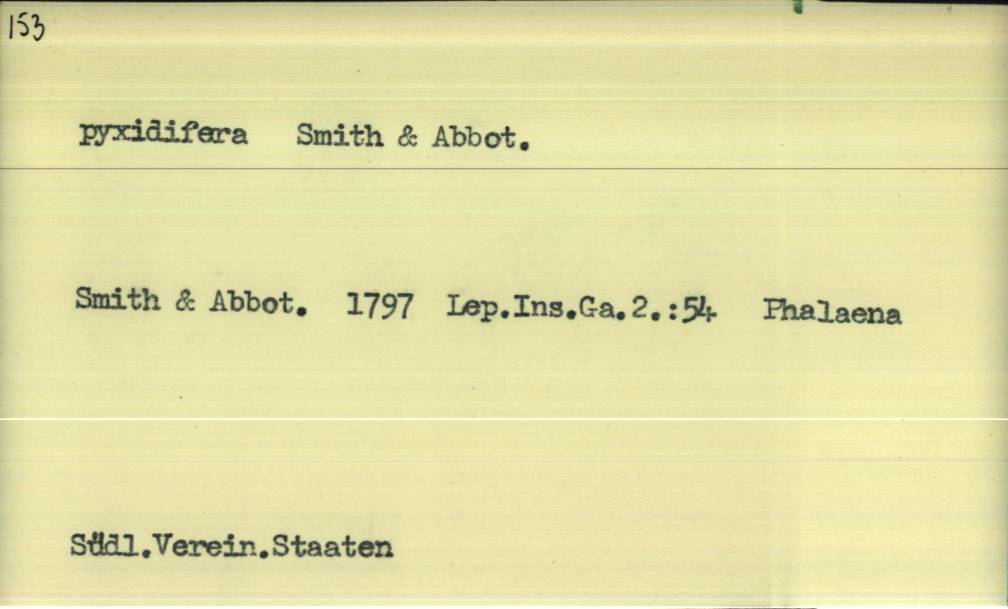 153
pyxidifera Smith & Abbot.
Smith & Abbot. 1797 Lep.Ins.Ga.2.:54 Phalaena
Südl.Verein.Staaten